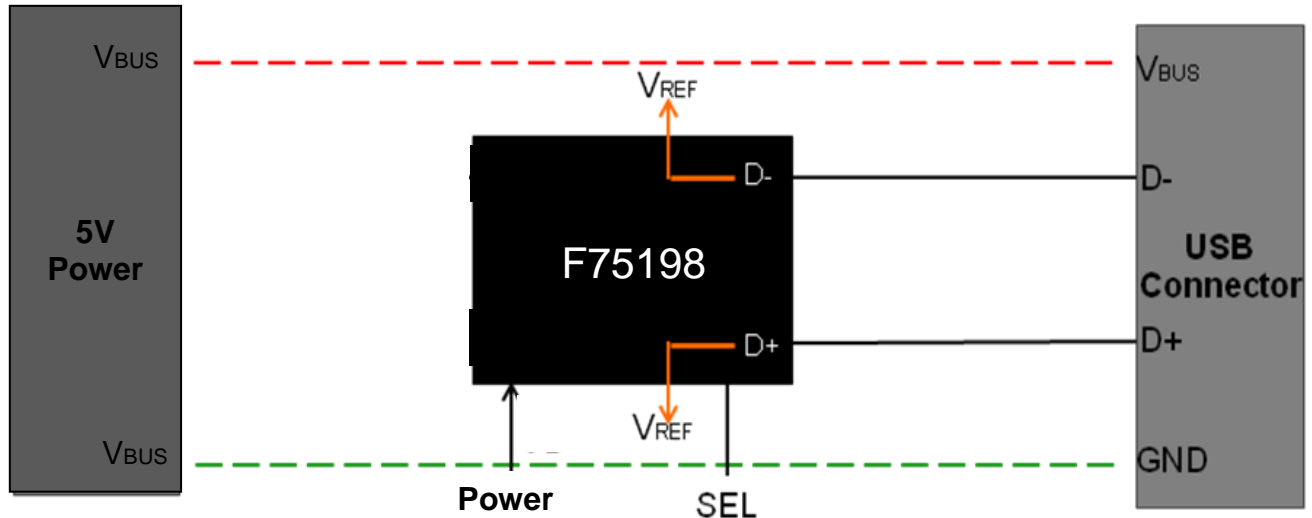 VBUS
5V
Power
VBUS
VREF
D-
F75198
D+
VREF
Power
SEL
VBUS
D-
USB
Connector
D+
GND